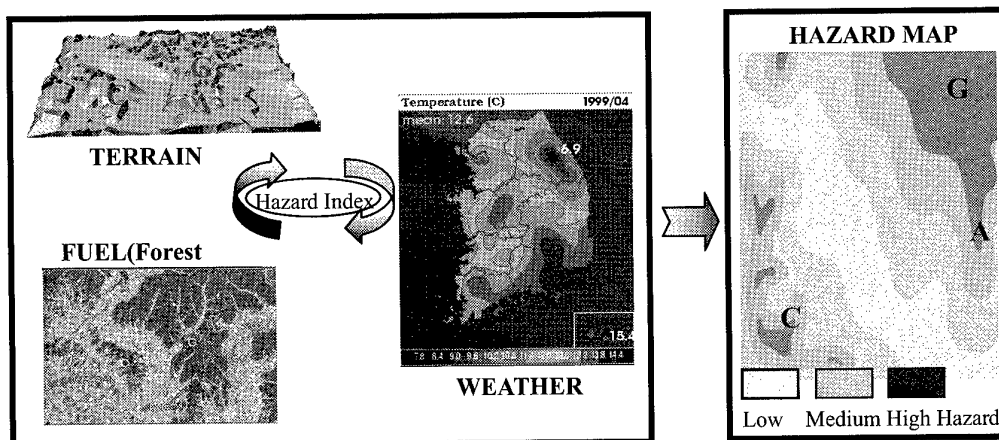 G
C
A
TERRAIN
Hazard Index
FUEL(Forest
G
Temperature (C) 1999/04
mean: 12.6
6.9
15.4
WEATHER
HAZARD MAP
G
A
C
Low Medium High Hazard